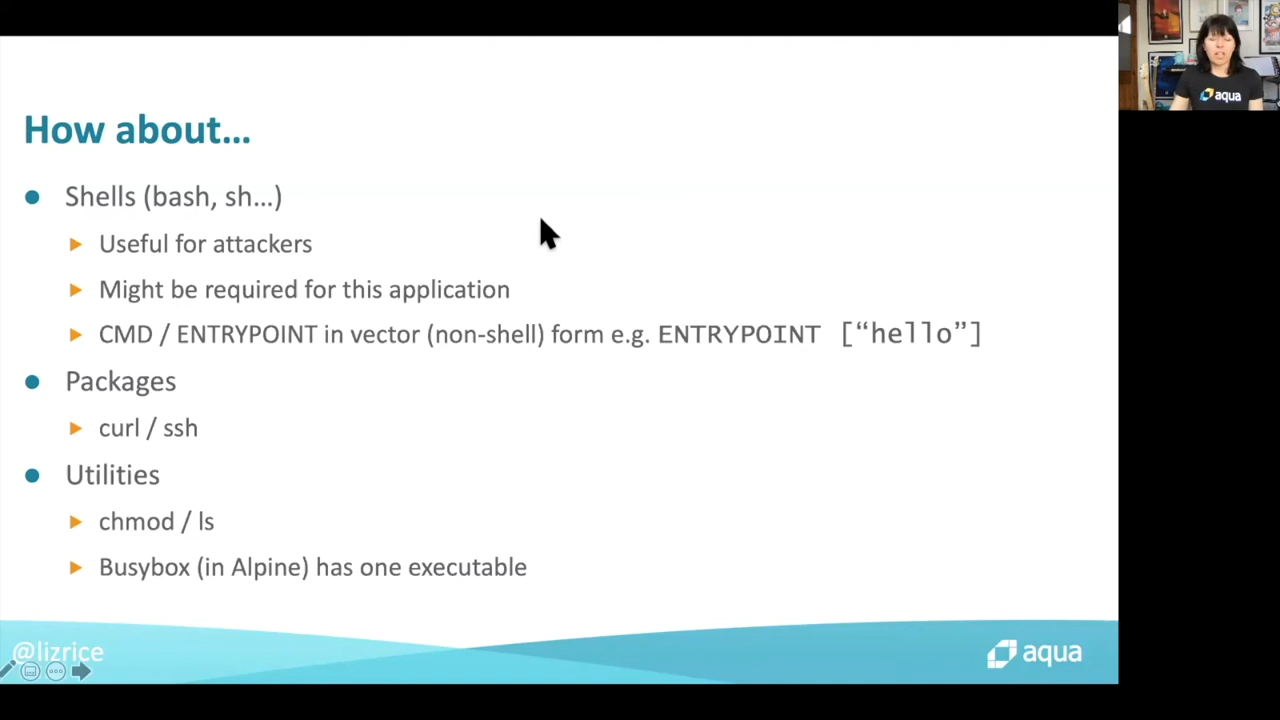 How about...
Shells (bash, sh...)
Useful for attackers
Might be required for this application
CMD / ENTRYPOINT in vector (non-shell) form e.g. ENTRYPOINT [“hello”]
Packages
curl / ssh
Utilities
chmod / ls
Busybox (in Alpine) has one executable
@lizrice
aqua
aqua